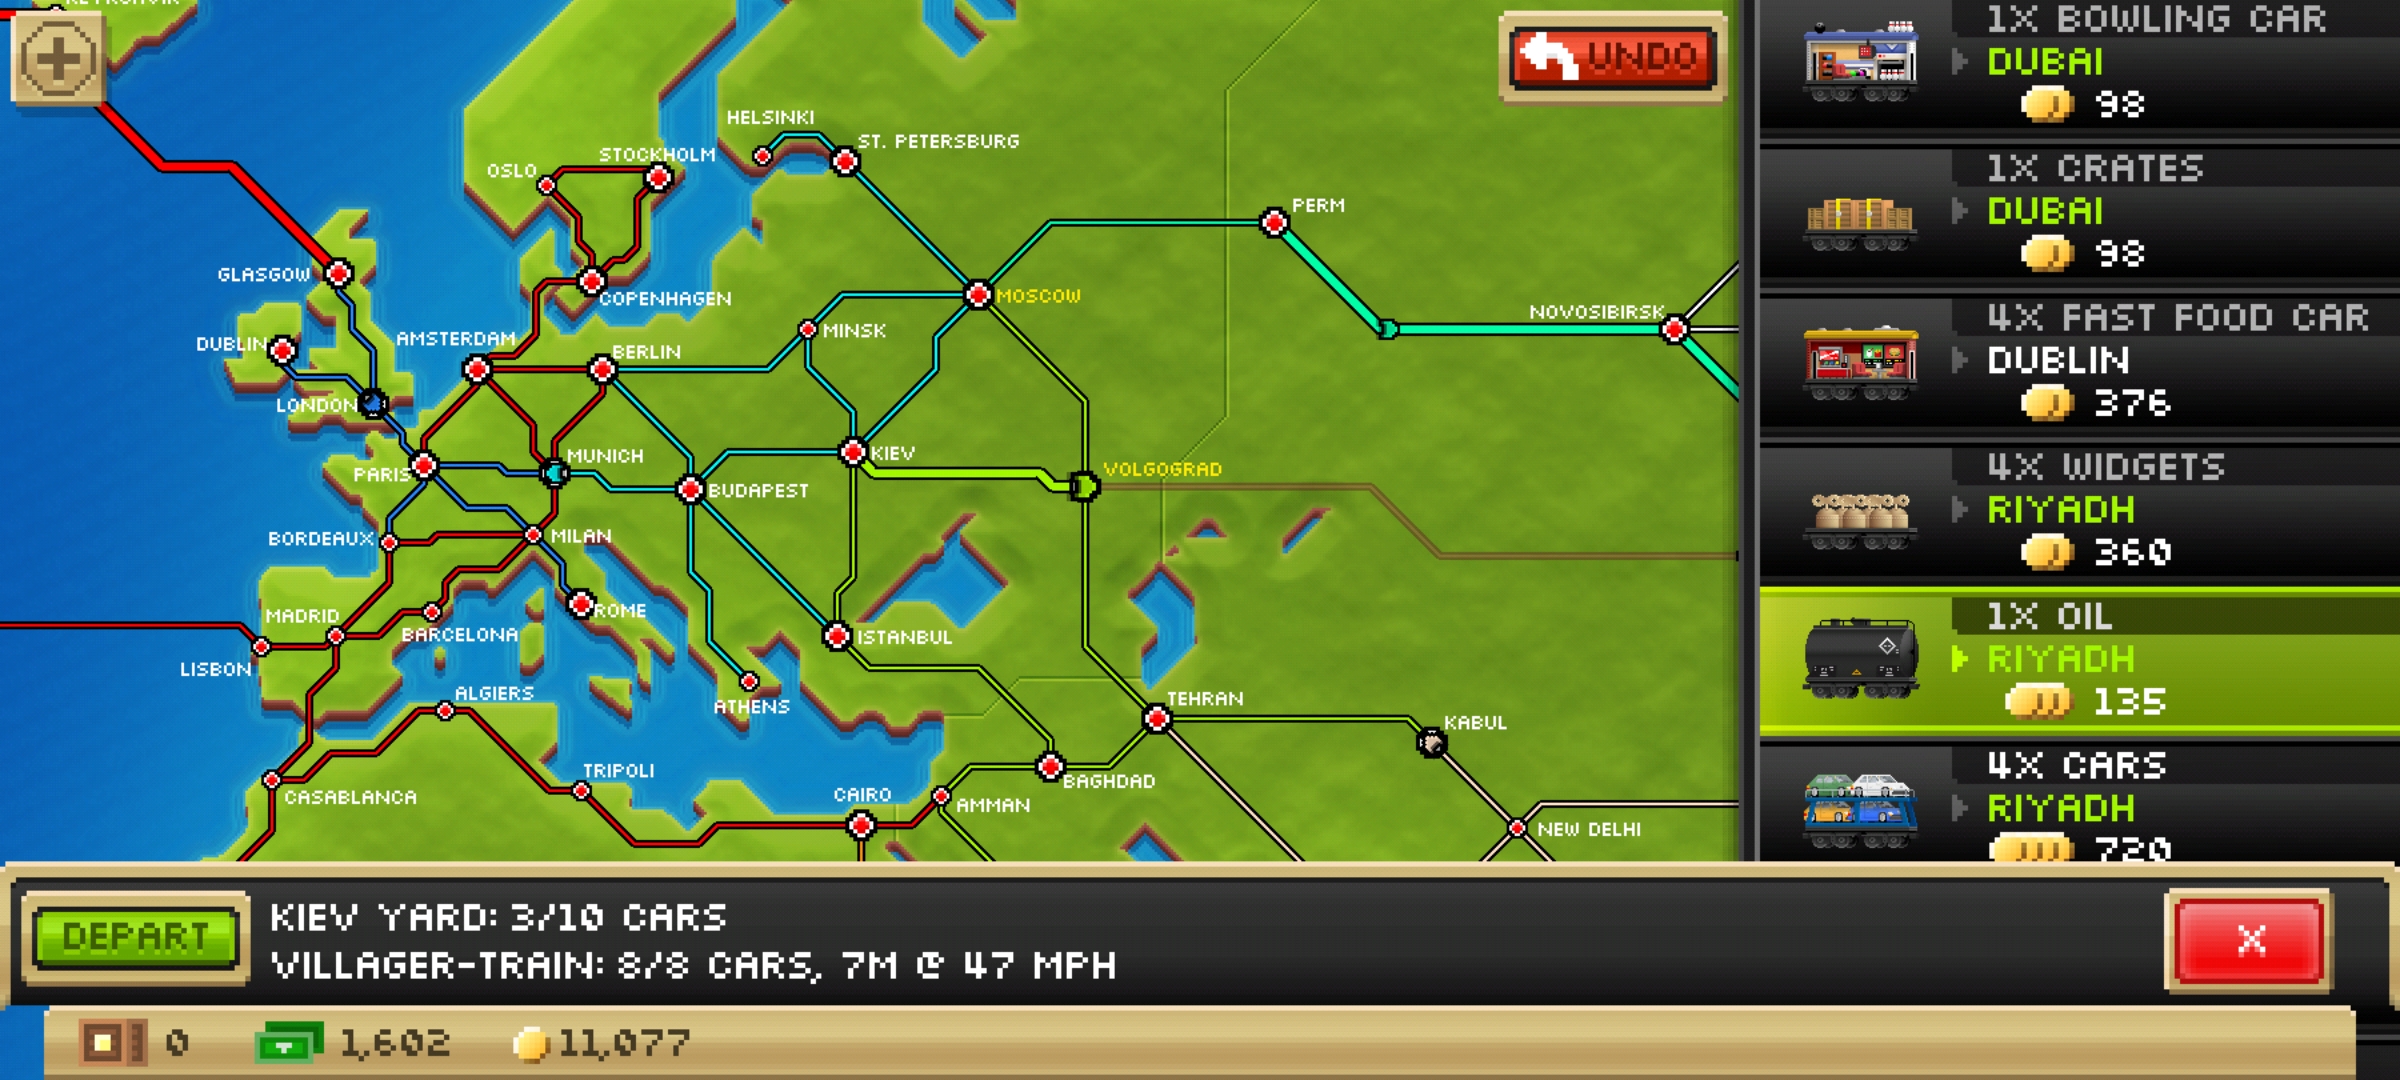 UNDO
HELSINKI
ST. PETERSBURG
STOCKHOLM
OSLO
PERM
GLASGOW
COPENHAGEN
MOSCOW
NOVOSIBIRSK
MINSK
DUBLIN
AMSTERDAM
BERLIN
LONDON
KIEV
MUNICH
PARIS
VOLGOGRAD
BUDAPEST
BORDEAUX
MILAN
ROME
MADRID
BARCELONA
ISTANBUL
LISBON
ALGIERS
ATHENS
TEHRAN
KABUL
TRIPOLI
CASABLANCA
CAIRO
BAGHDAD
AMMAN
NEW DELHI
1X BOWLING CAR
DUBAI
98
1X CRATES
DUBAI
98
4X FAST FOOD CAR
DUBLIN
376
4X WIDGETS
RIYADH
360
1X OIL
RIYADH
135
4X CARS
RIYADH
720
DEPART
KIEV YARD: 3/10 CARS
VILLAGER-TRAIN: 8/8 CARS, 7M @ 47 MPH
X
0
1,602
11,077